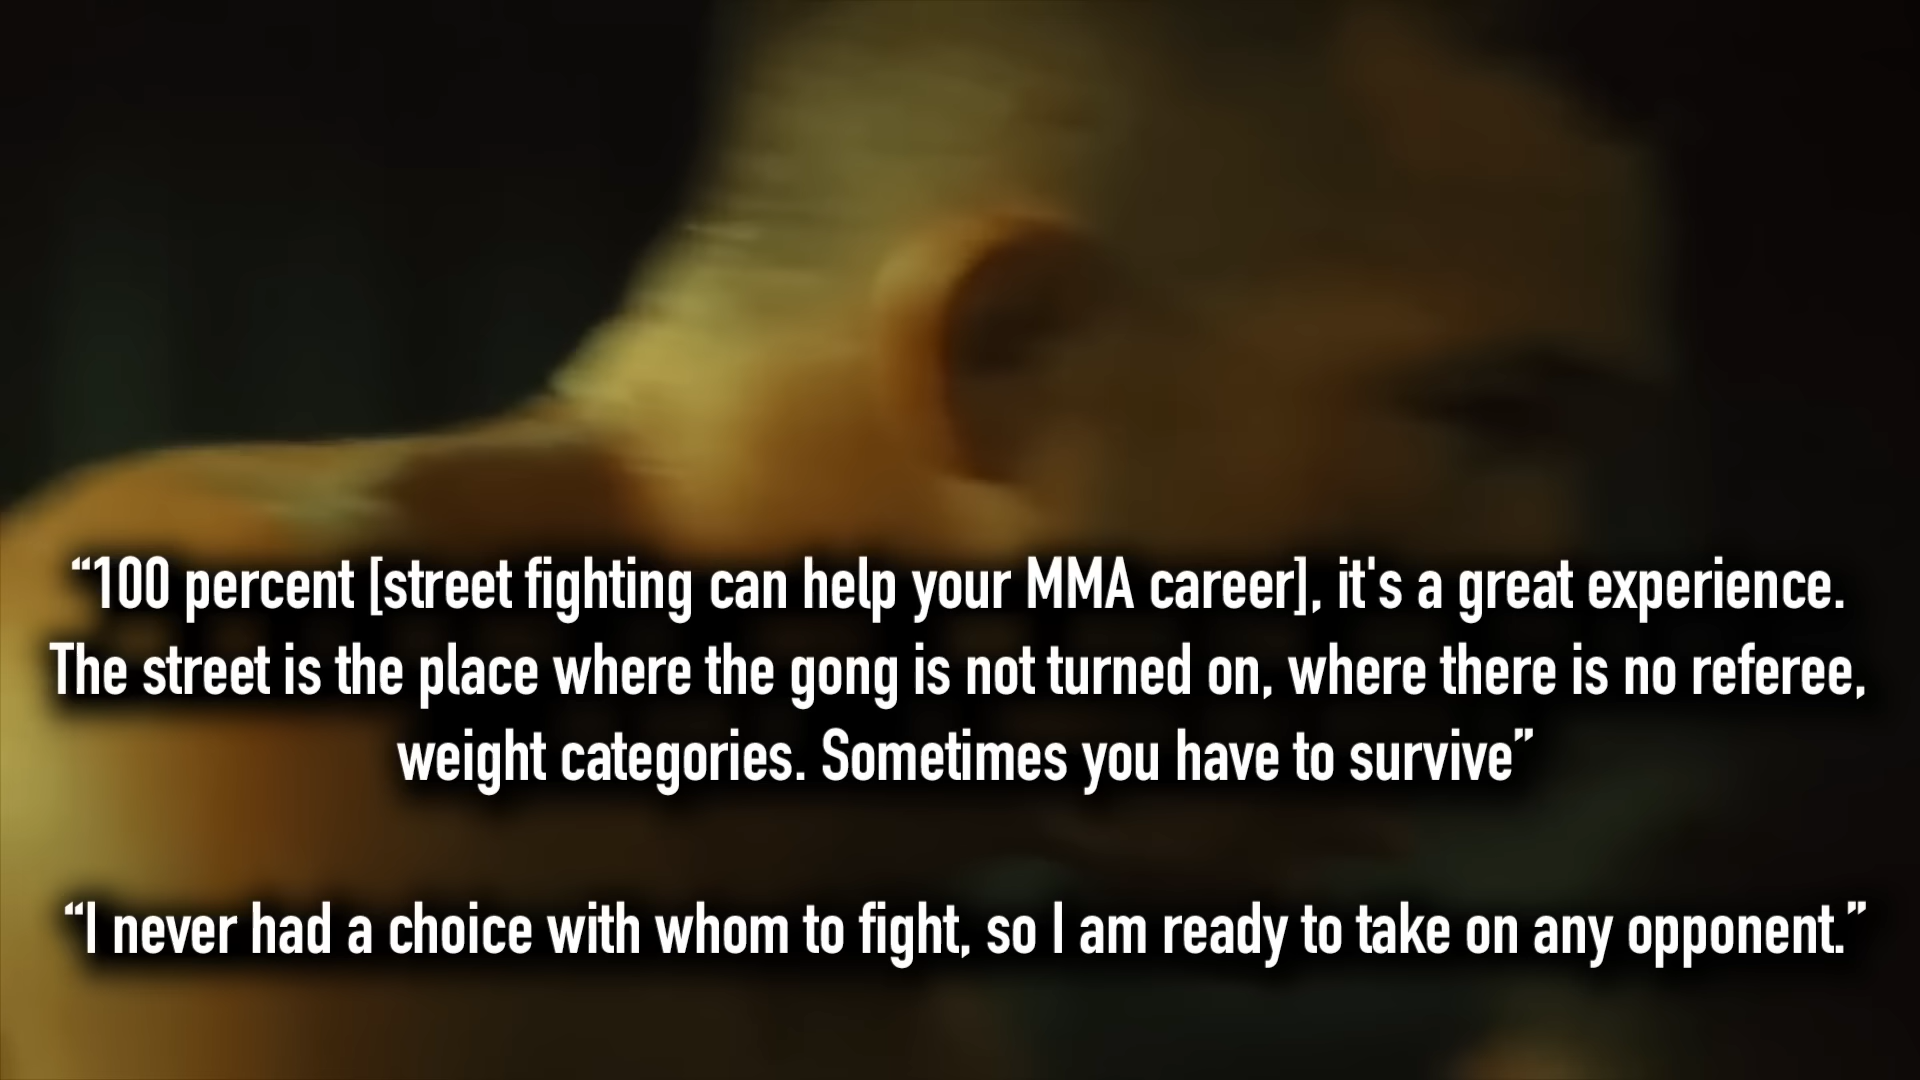 “100 percent [street fighting can help your MMA career], it's a great experience.
The street is the place where the gong is not turned on, where there is no referee,
weight categories. Sometimes you have to survive”
“I never had a choice with whom to fight, so I am ready to take on any opponent.”